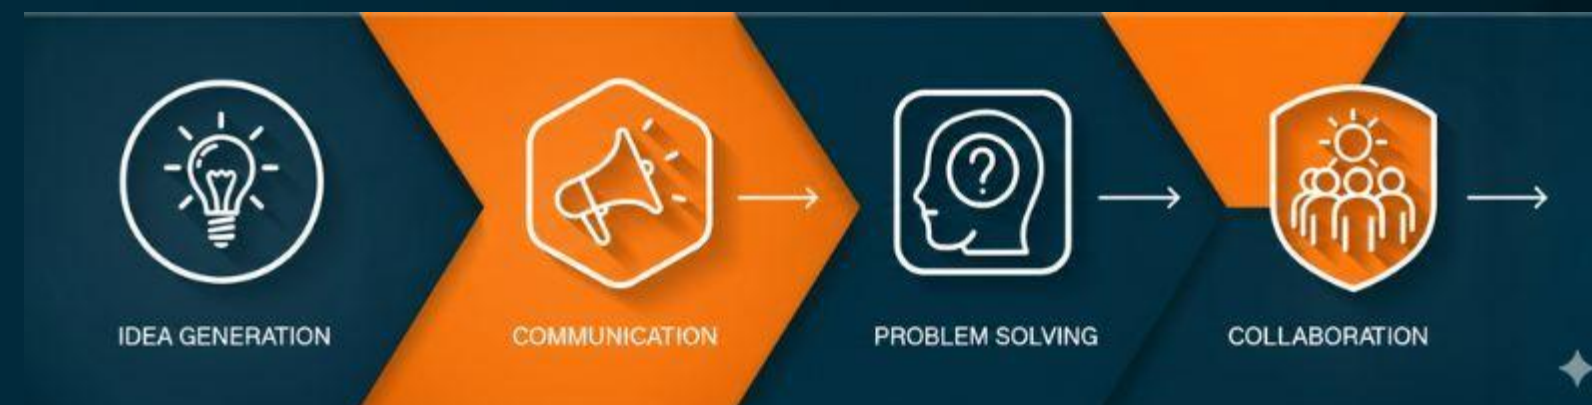 IDEA GENERATION
COMMUNICATION
PROBLEM SOLVING
COLLABORATION
?